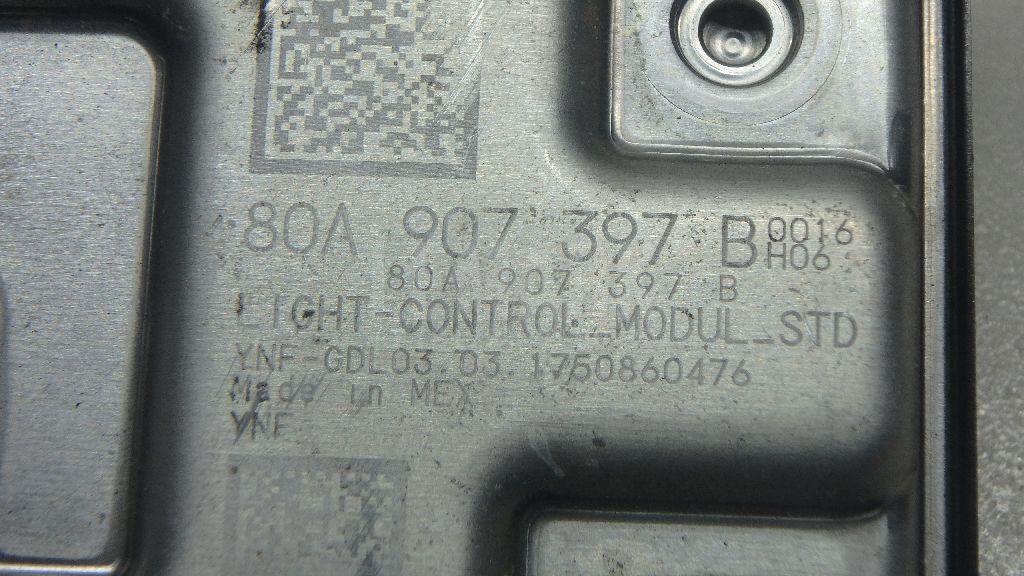 80A 907 397 B 0016
H06
80A 907 397 B
LIGHT-CONTROL_MODUL_STD
YNF-GDL03.03.1750860476
Made in MEX
YNF